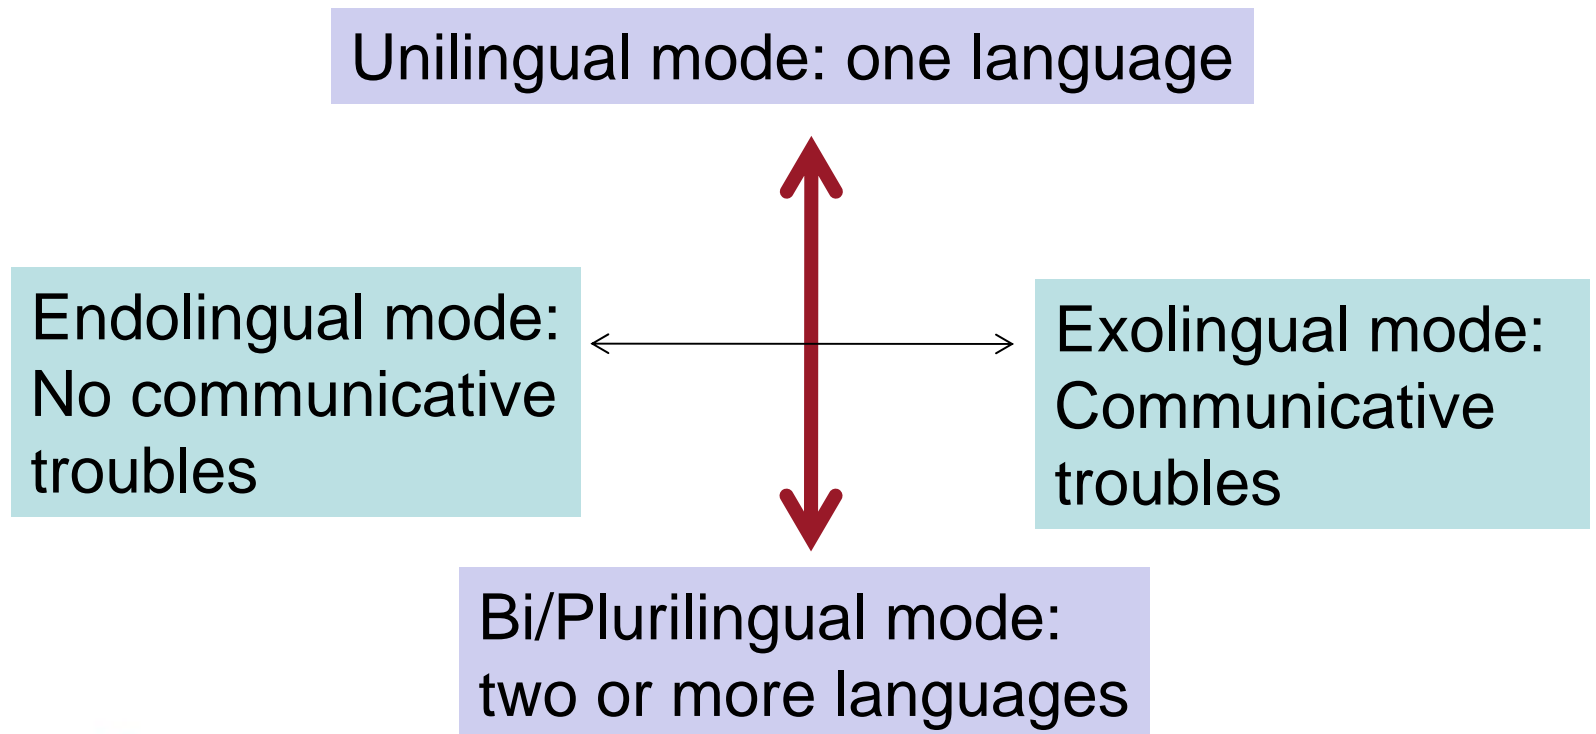 Unilingual mode: one language
Endolingual mode:
No communicative
troubles
Exolingual mode:
Communicative
troubles
Bi/Plurilingual mode:
two or more languages